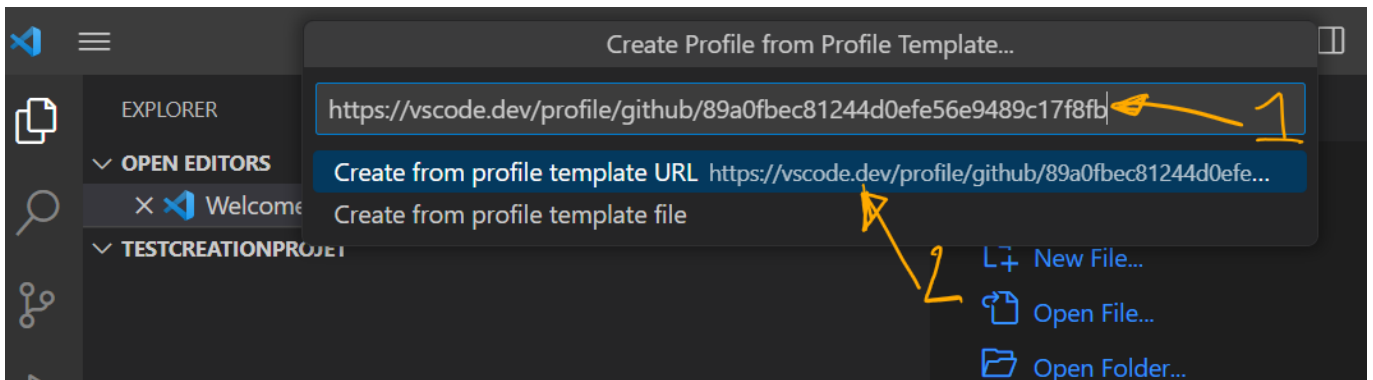 Create Profile from Profile Template...
https://vscode.dev/profile/github/89a0fbec81244d0efe56e9489c17f8fb
1
EXPLORER
OPEN EDITORS
Create from profile template URL https://vscode.dev/profile/github/89a0fbec81244d0efe...
Welcome
Create from profile template file
TESTCREATIONPROJET
2
New File...
Open File...
Open Folder...